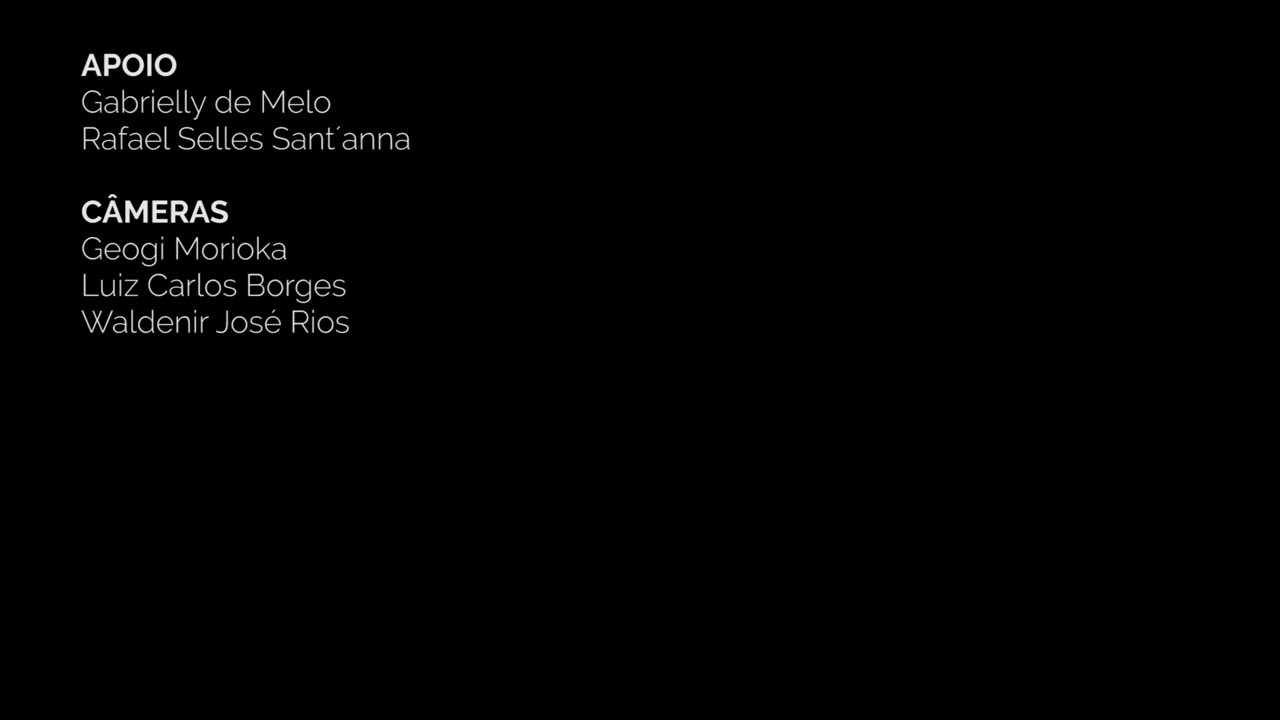 APOIO
Gabrielly de Melo
Rafael Selles Sant´anna
CÂMERAS
Geogi Morioka
Luiz Carlos Borges
Waldenir José Rios